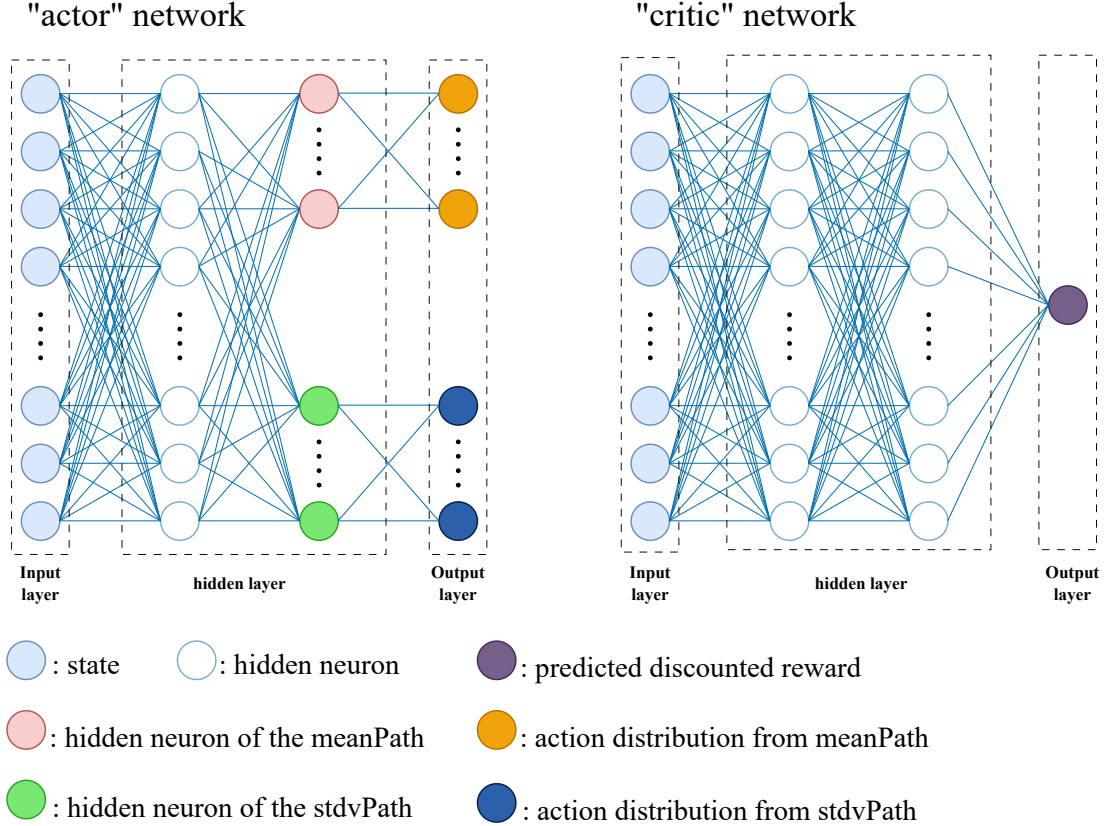 "actor" network
"critic" network
Input
layer
hidden layer
Output
layer
Input
layer
hidden layer
Output
layer
: state
: hidden neuron
: predicted discounted reward
: hidden neuron of the meanPath
: action distribution from meanPath
: hidden neuron of the stdvPath
: action distribution from stdvPath